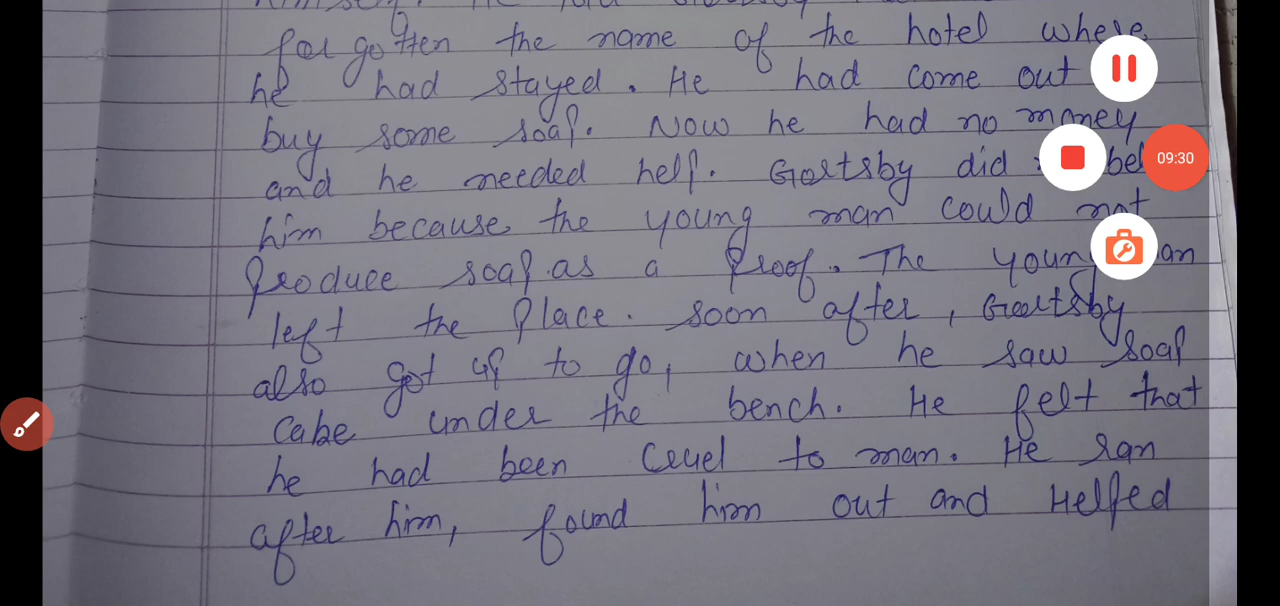 forgotten the name of the hotel where
he had stayed. He had come out
buy some soap. Now he had no money
and he needed help. Gortsby did
him because the young man could not
Produce soap as a Proof. The young
left the Place. soon after, Gortsby
also got up to go, when he saw soap
cake under the bench. He felt that
he had been cruel to man. He ran
after him, found him out and Helped
09:30